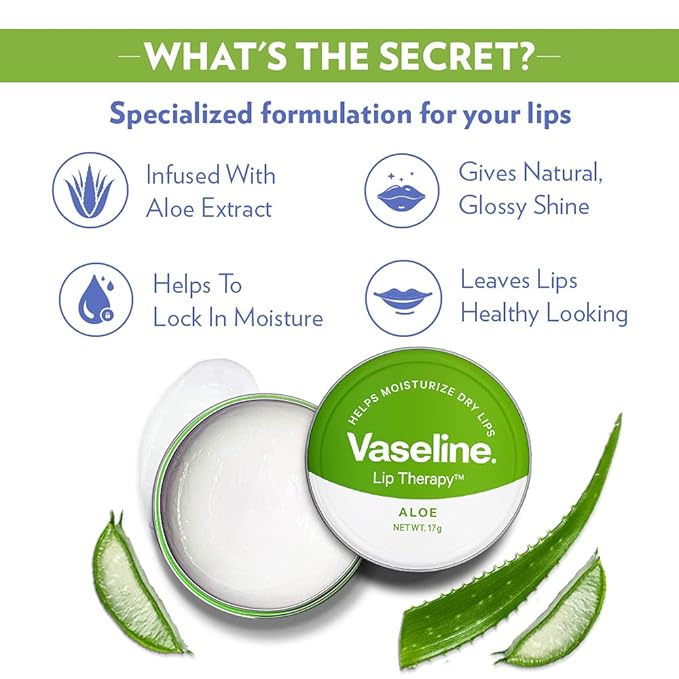 WHAT'S THE SECRET?
Specialized formulation for your lips
Infused With
Aloe Extract
Gives Natural,
Glossy Shine
Helps To
Lock In Moisture
Leaves Lips
Healthy Looking
HELPS MOISTURIZE DRY LIPS
Vaseline.
Lip Therapy™
ALOE
NET WT. 17g